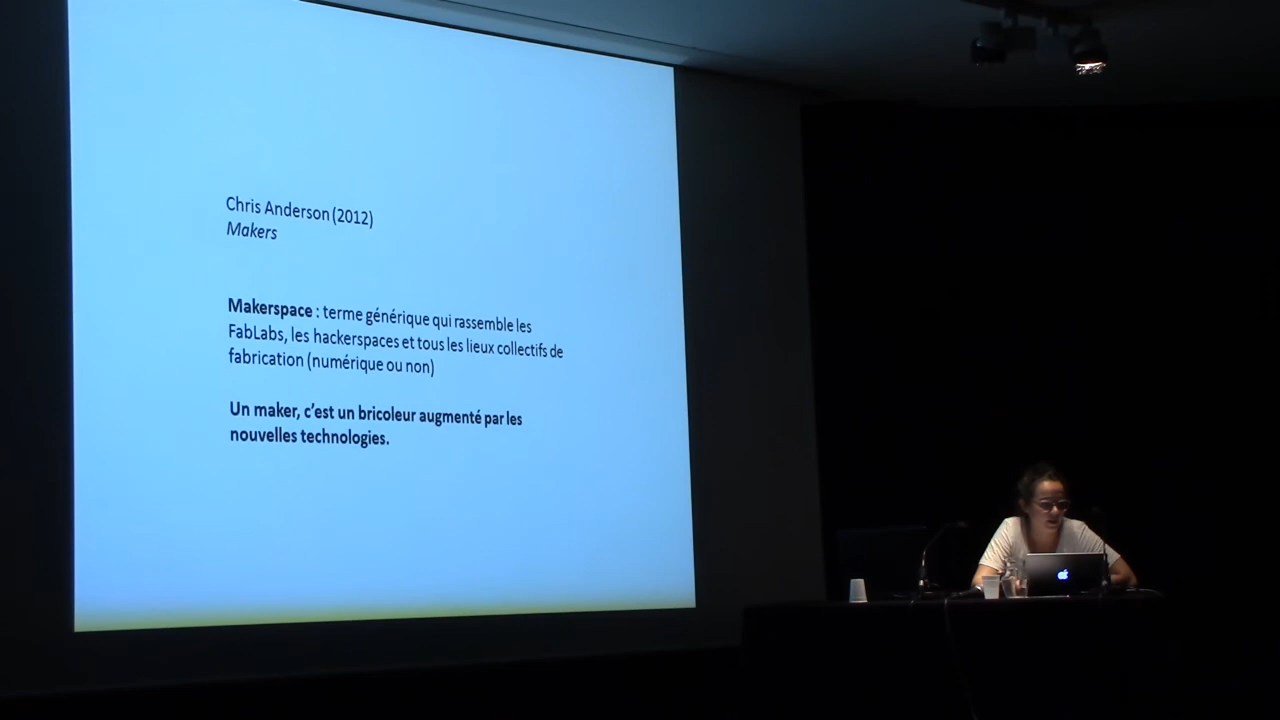 Chris Anderson (2012)
Makers
Makerspace : terme générique qui rassemble les
FabLabs, les hackerspaces et tous les lieux collectifs de
fabrication (numérique ou non)
Un maker, c'est un bricoleur augmenté par les
nouvelles technologies.